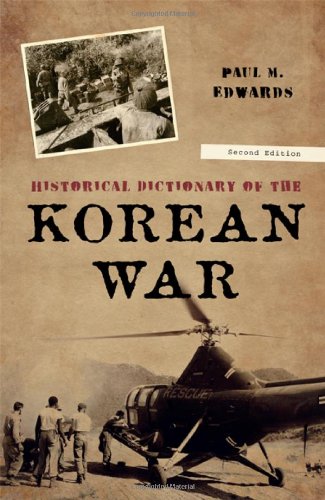 PAUL M.
EDWARDS
Second Edition
HISTORICAL DICTIONARY OF THE
KOREAN
WAR
RESCUE